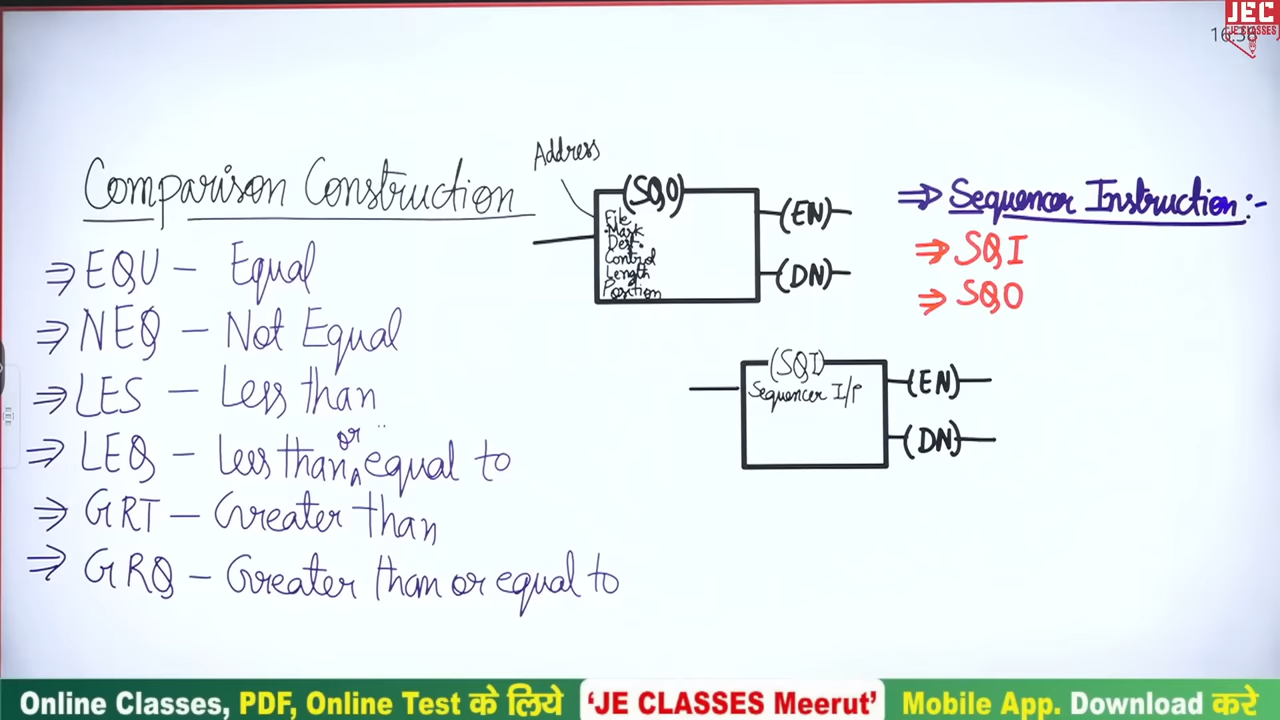 JEC
JE CLASSES
Comparison Construction
⇒ EQU – Equal
⇒ NEQ – Not Equal
⇒ LES – Less than
⇒ LEQ – Less than or equal to
⇒ GRT – Greater than
⇒ GRQ – Greater than or equal to
Address
(SQO)
File
Mask
Dest.
Control
Length
Position
(EN)
(DN)
(SQI)
Sequencer I/P
(EN)
(DN)
⇒ Sequencer Instruction:-
⇒ SQI
⇒ SQO
Online Classes, PDF, Online Test के लिये 'JE CLASSES Meerut' Mobile App. Download करे